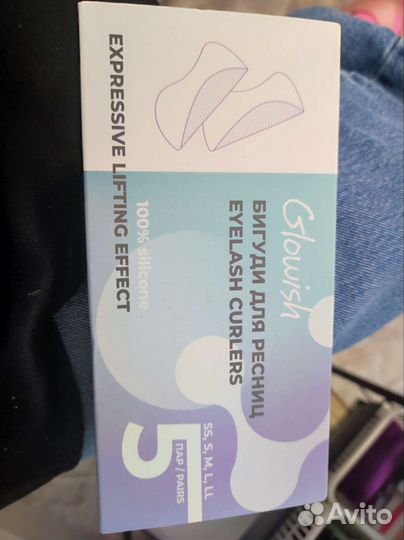 Glowish
БИГУДИ ДЛЯ РЕСНИЦ
EYELASH CURLERS
100% silicone
EXPRESSIVE LIFTING EFFECT
SS, S, M, L, LL
5
ПАР / PAIRS
Avito